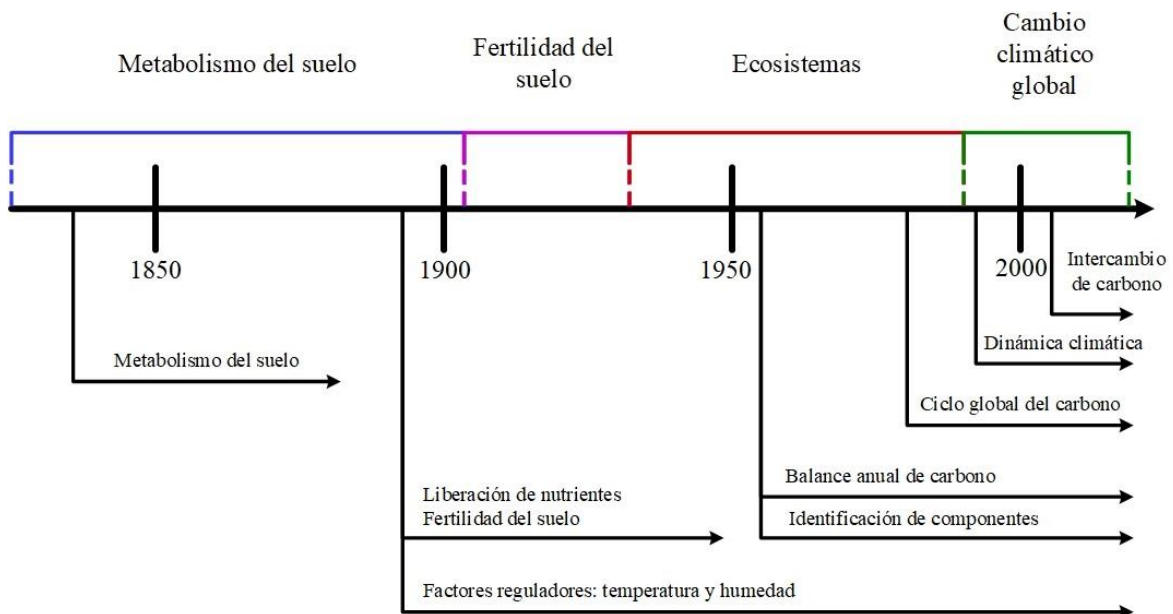 Metabolismo del suelo
Fertilidad del
suelo
Ecosistemas
Cambio
climático
global
1850
1900
1950
2000
Intercambio
de carbono
Dinámica climática
Metabolismo del suelo
Ciclo global del carbono
Balance anual de carbono
Liberación de nutrientes
Fertilidad del suelo
Identificación de componentes
Factores reguladores: temperatura y humedad